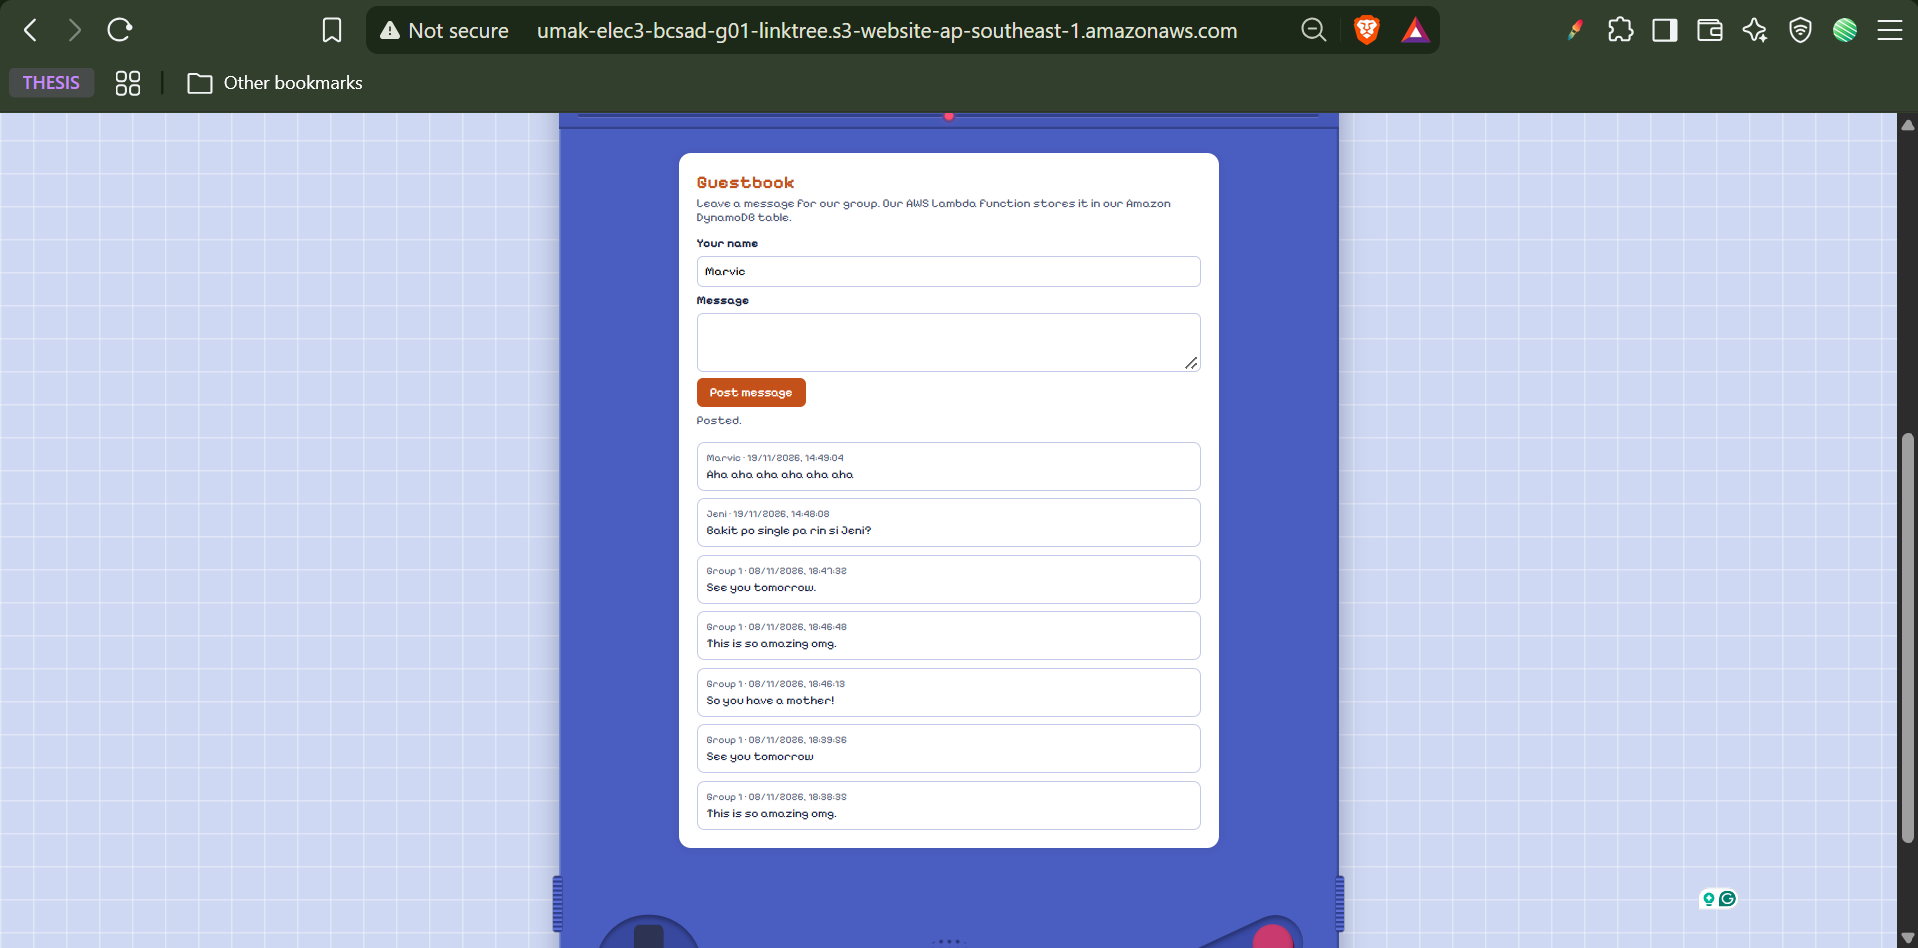 Not secure
umak-elec3-bcsad-g01-linktree.s3-website-ap-southeast-1.amazonaws.com
THESIS
Other bookmarks
Guestbook
Leave a message for our group. Our AWS Lambda function stores it in our Amazon
DynamoDB table.
Your name
Marvic
Message
Post message
Posted.
Marvic · 19/11/2026, 14:49:04
Aha aha aha aha aha aha
Jeni · 19/11/2026, 14:48:08
Bakit po single pa rin si Jeni?
Group 1 · 08/11/2026, 18:47:32
See you tomorrow.
Group 1 · 08/11/2026, 18:46:48
This is so amazing omg.
Group 1 · 08/11/2026, 18:46:13
So you have a mother!
Group 1 · 08/11/2026, 18:39:36
See you tomorrow
Group 1 · 08/11/2026, 18:38:39
This is so amazing omg.